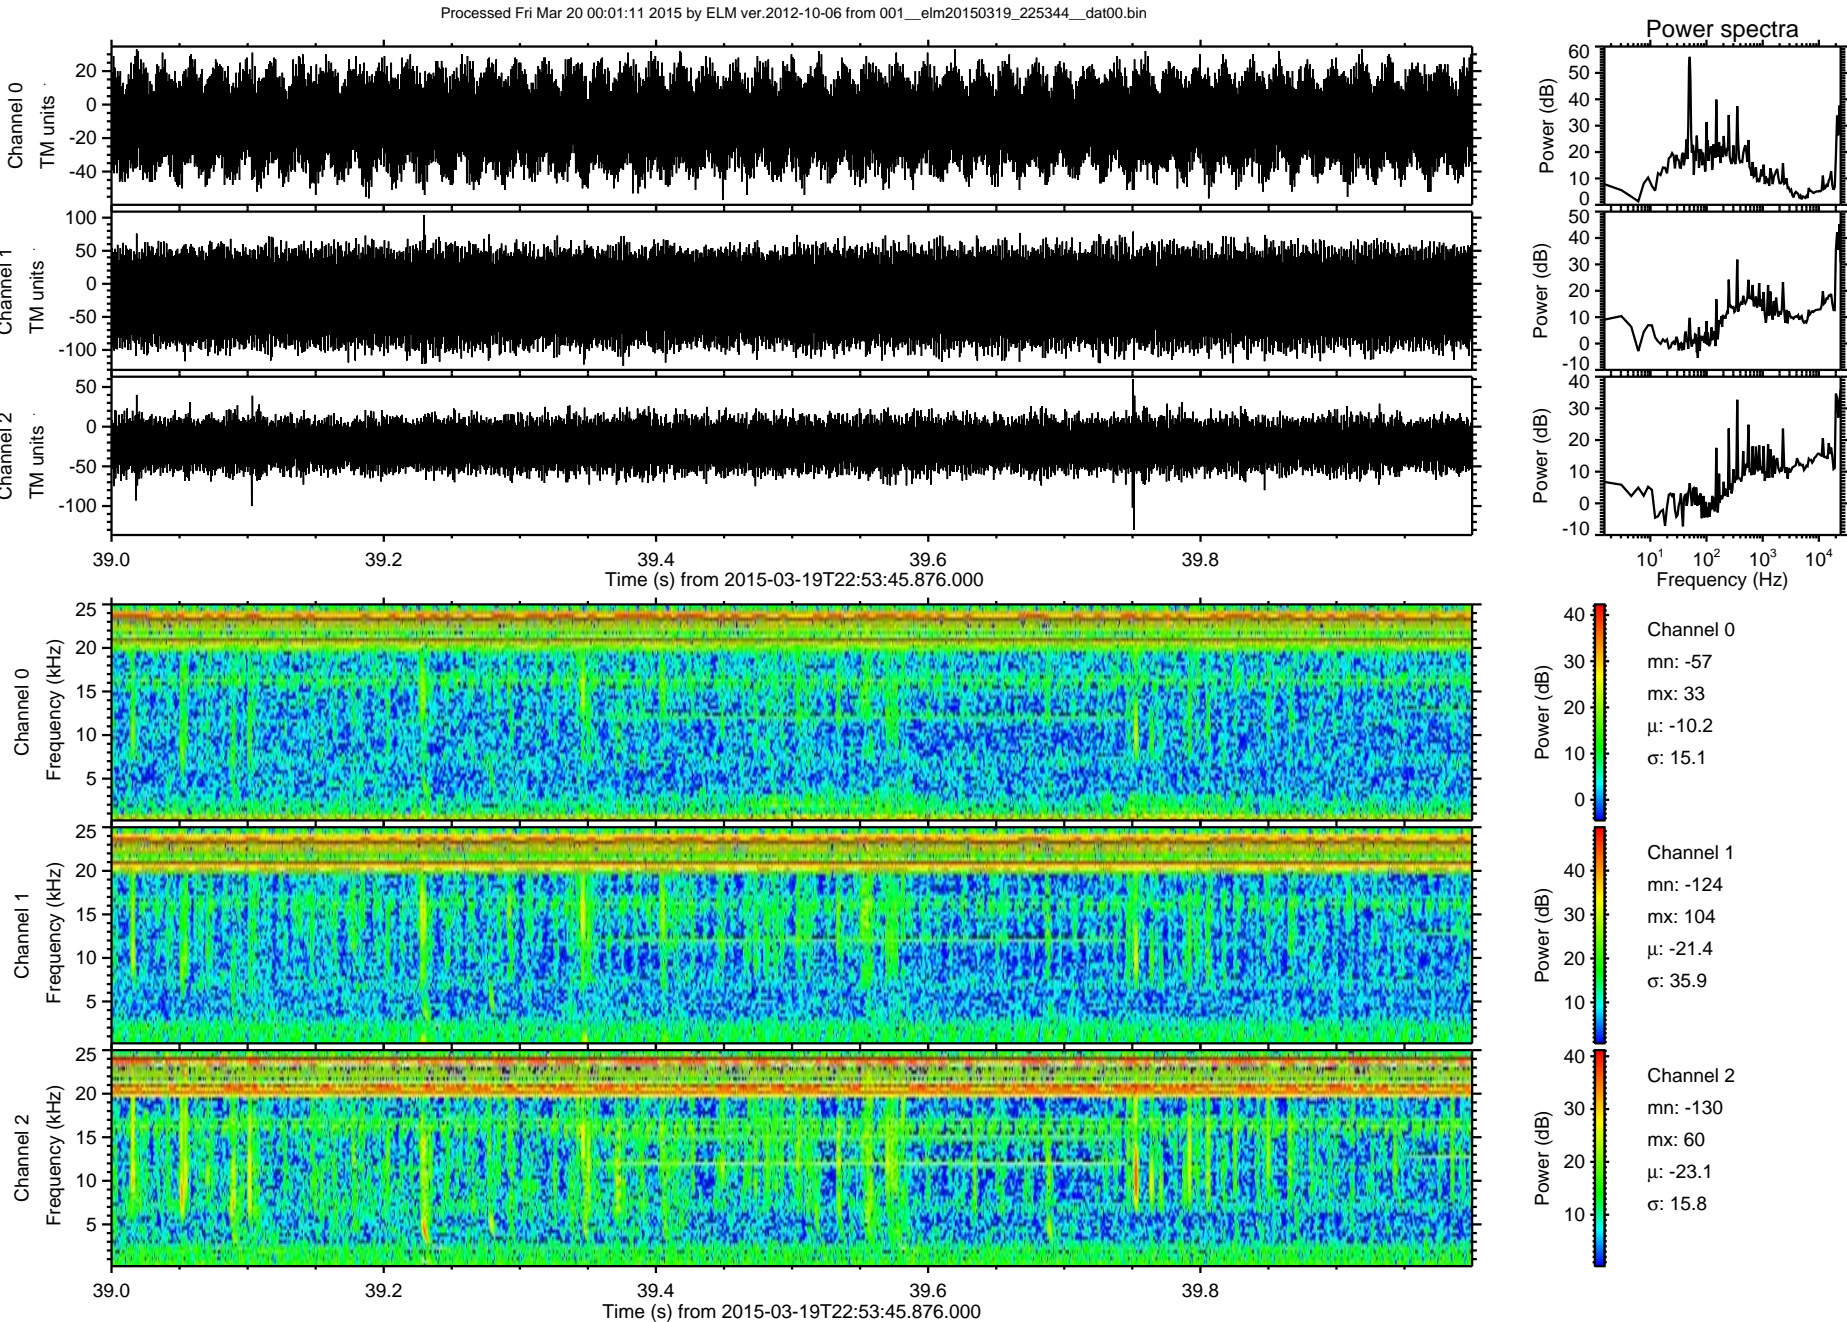 Processed Fri Mar 20 00:01:11 2015 by ELM ver.2012-10-06 from 001__elm20150319_225344__dat00.bin
Power spectra
Channel 0
TM units
20
0
-20
-40
Power (dB)
60
50
40
30
20
10
0
Channel 1
TM units
100
50
0
-50
-100
Power (dB)
50
40
30
20
10
0
-10
Channel 2
TM units
50
0
-50
-100
Power (dB)
40
30
20
10
0
-10
39.0 39.2 39.4 39.6 39.8
Time (s) from 2015-03-19T22:53:45.876.000
10^1 10^2 10^3 10^4
Frequency (Hz)
Channel 0
Frequency (kHz)
25
20
15
10
5
Power (dB)
40
30
20
10
0
Channel 0
mn: -57
mx: 33
μ: -10.2
σ: 15.1
Channel 1
Frequency (kHz)
25
20
15
10
5
Power (dB)
40
30
20
10
Channel 1
mn: -124
mx: 104
μ: -21.4
σ: 35.9
Channel 2
Frequency (kHz)
25
20
15
10
5
Power (dB)
40
30
20
10
Channel 2
mn: -130
mx: 60
μ: -23.1
σ: 15.8
39.0 39.2 39.4 39.6 39.8
Time (s) from 2015-03-19T22:53:45.876.000